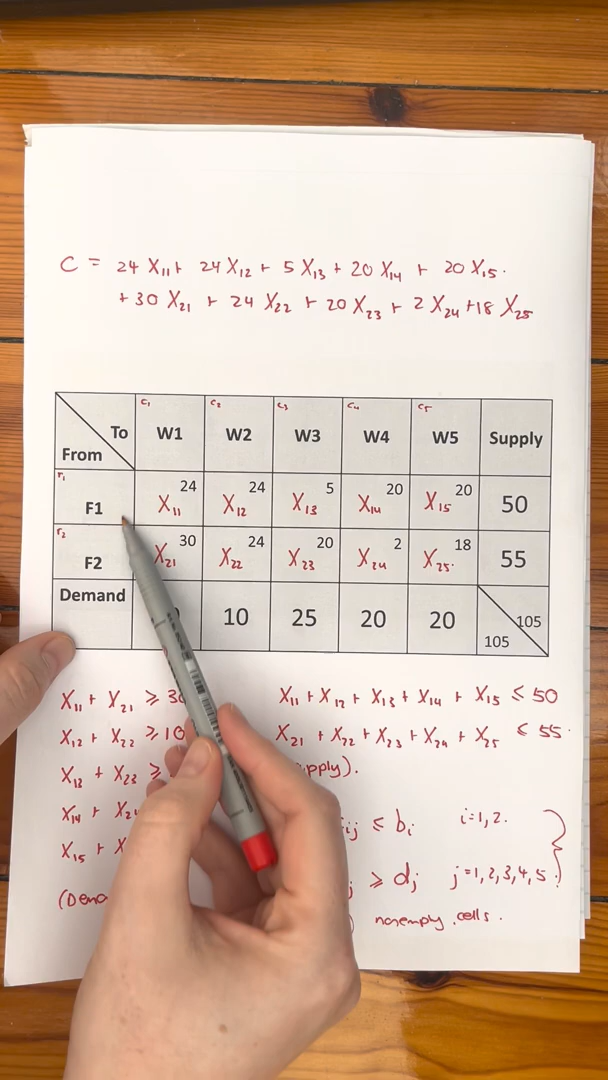 C = 24 X₁₁ + 24 X₁₂ + 5 X₁₃ + 20 X₁₄ + 20 X₁₅.
+ 30 X₂₁ + 24 X₂₂ + 20 X₂₃ + 2 X₂₄ + 18 X₂₅
c₁ c₂ c₃ c₄ c₅
To W1 W2 W3 W4 W5 Supply
From
r₁
F1 X₁₁ 24 X₁₂ 24 X₁₃ 5 X₁₄ 20 X₁₅ 20 50
r₂
F2 X₂₁ 30 X₂₂ 24 X₂₃ 20 X₂₄ 2 X₂₅. 18 55
Demand 10 25 20 20 105
105
X₁₁ + X₂₁ ≥ 30
X₁₂ + X₂₂ ≥ 10
X₁₃ + X₂₃ ≥
X₁₄ +
X₁₅ +
X₁₁ + X₁₂ + X₁₃ + X₁₄ + X₁₅ ≤ 50
X₂₁ + X₂₂ + X₂₃ + X₂₄ + X₂₅ ≤ 55.
≤ bᵢ i=1,2.
≥ dⱼ j=1,2,3,4,5.
cells.